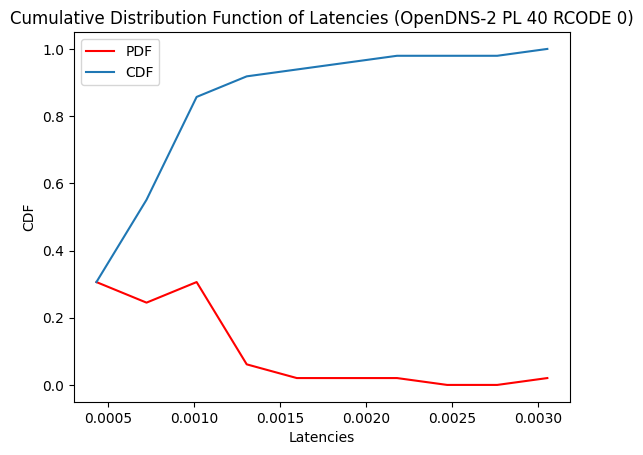 Cumulative Distribution Function of Latencies (OpenDNS-2 PL 40 RCODE 0)
PDF
CDF
1.0
0.8
0.6
0.4
0.2
0.0
CDF
0.0005
0.0010
0.0015
0.0020
0.0025
0.0030
Latencies